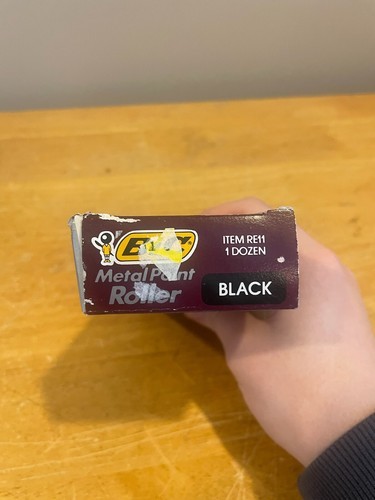 BIC
Metal Point
Roller
ITEM RE11
1 DOZEN
BLACK